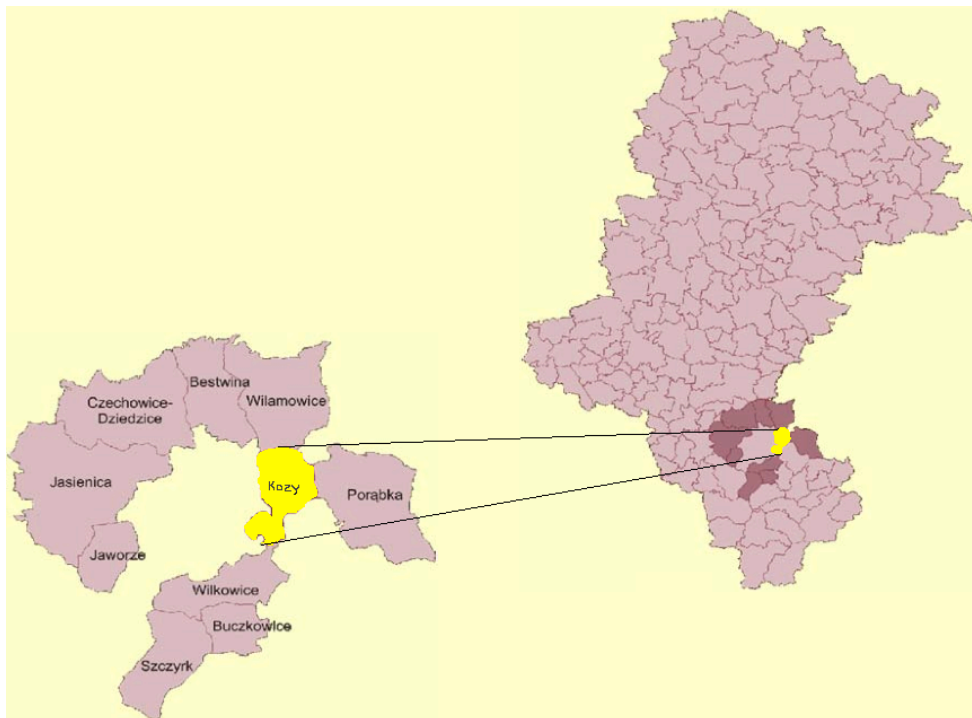 Bestwina
Czechowice-
Dziedzice
Wilamowice
Jasienica
Kozy
Porąbka
Jaworze
Wilkowice
Buczkowice
Szczyrk